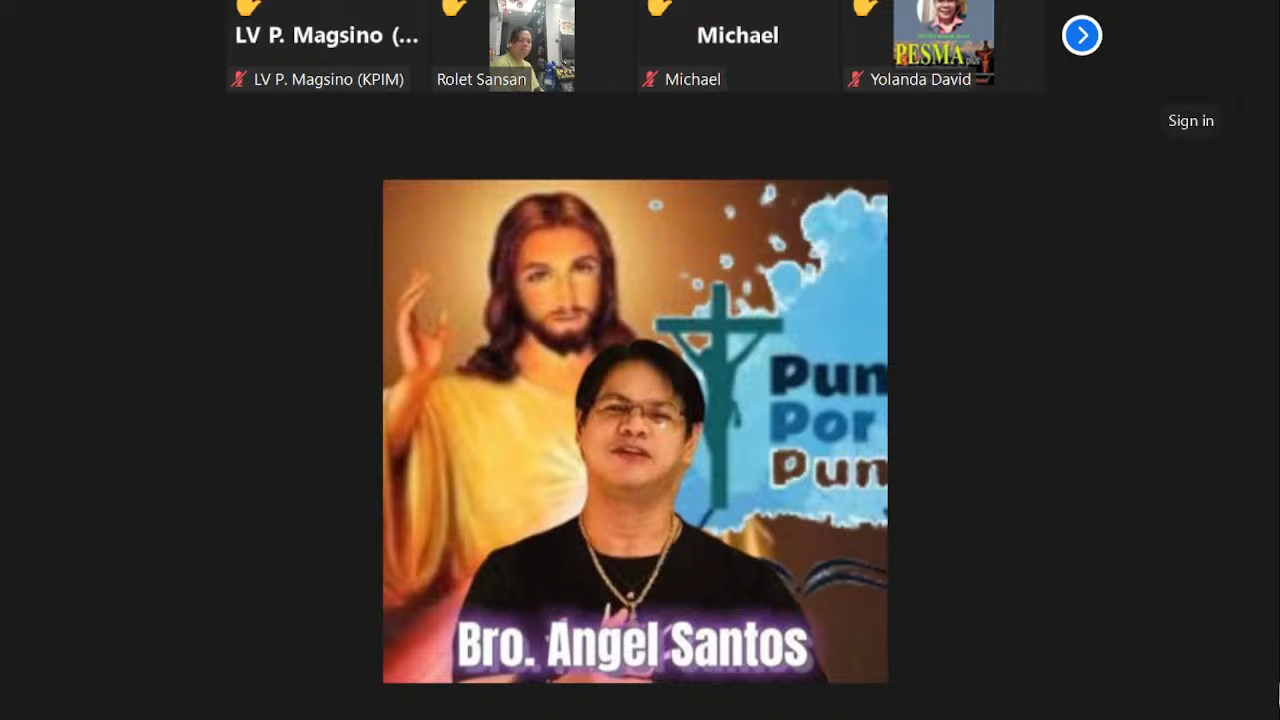 LV P. Magsino (...
Michael
LV P. Magsino (KPIM)
Rolet Sansan
Michael
PESMA plus
Yolanda David
Sign in
Pun
Por
Pun
Bro. Angel Santos